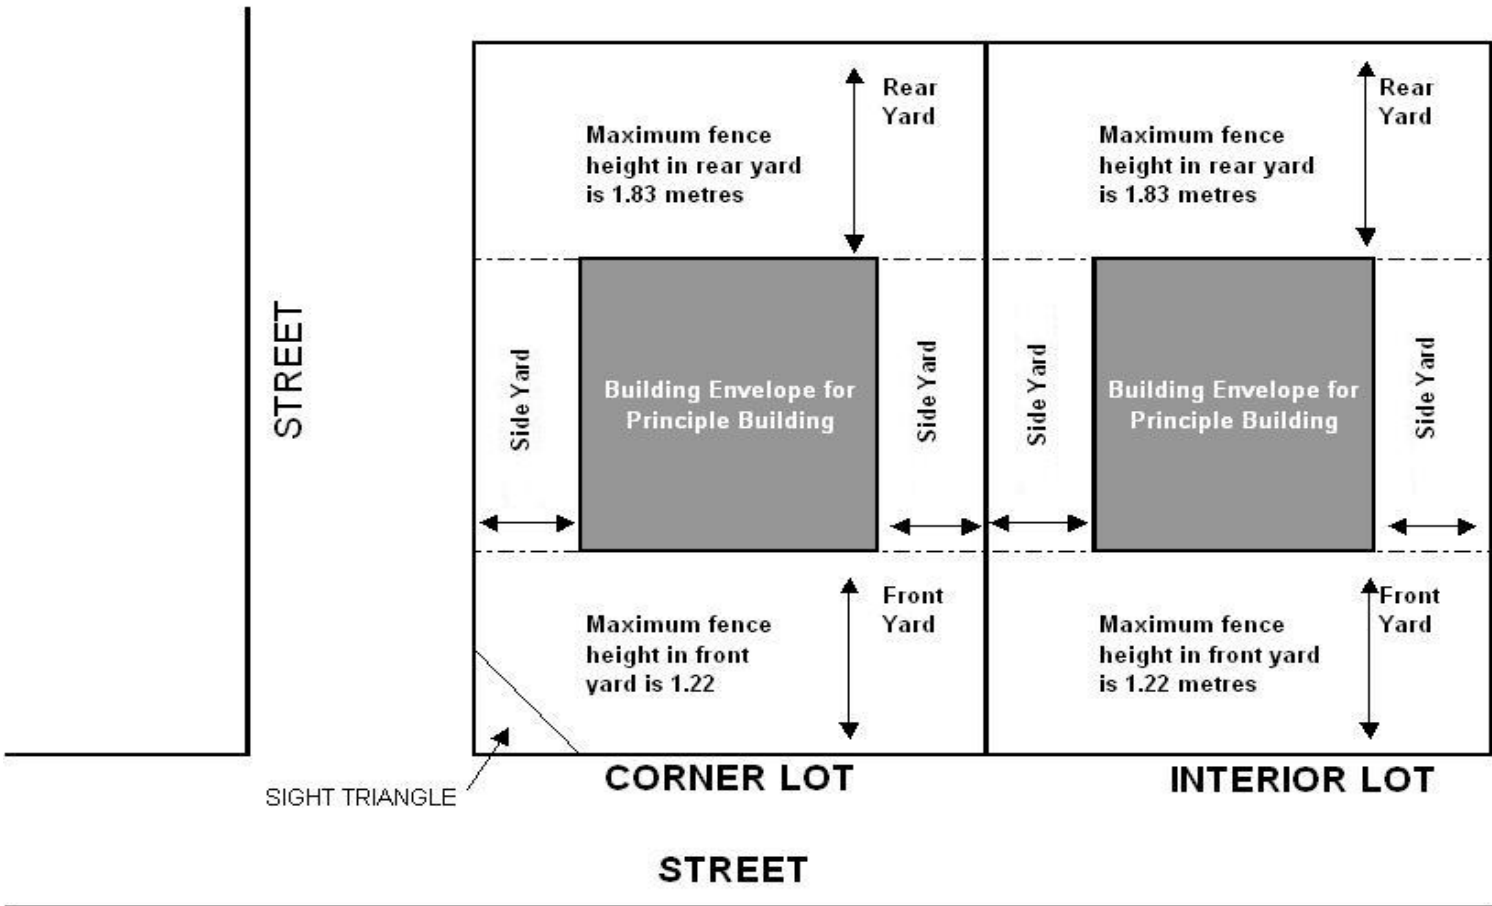 Rear
Yard
Maximum fence
height in rear yard
is 1.83 metres
Rear
Yard
Maximum fence
height in rear yard
is 1.83 metres
STREET
Side Yard
Building Envelope for
Principle Building
Side Yard
Side Yard
Building Envelope for
Principle Building
Side Yard
Front
Yard
Maximum fence
height in front
yard is 1.22
Front
Yard
Maximum fence
height in front yard
is 1.22 metres
SIGHT TRIANGLE
CORNER LOT
INTERIOR LOT
STREET